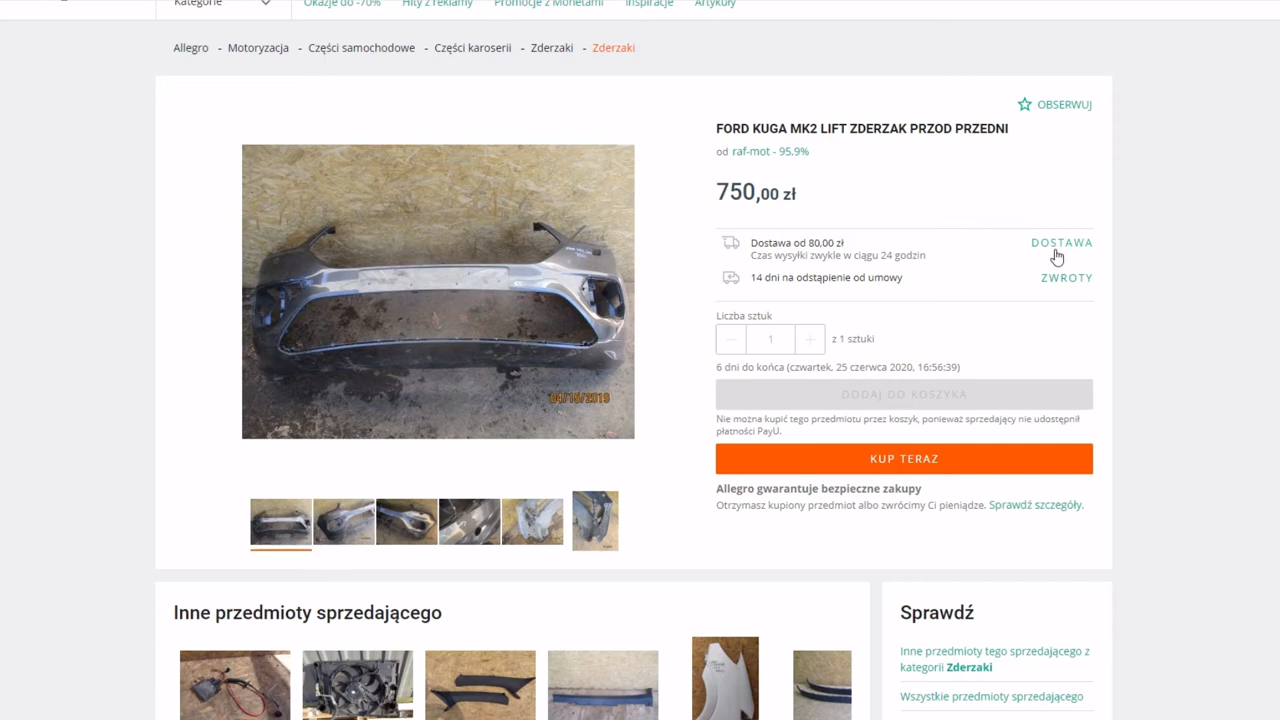 Kategorie
Okazje do -70%
Hity z reklamy
Promocje z Monetami
Inspiracje
Artykuły
Allegro - Motoryzacja - Części samochodowe - Części karoserii - Zderzaki - Zderzaki
OBSERWUJ
FORD KUGA MK2 LIFT ZDERZAK PRZOD PRZEDNI
od raf-mot - 95,9%
750,00 zł
Dostawa od 80,00 zł
DOSTAWA
Czas wysyłki zwykle w ciągu 24 godzin
14 dni na odstąpienie od umowy
ZWROTY
Liczba sztuk
1
z 1 sztuki
6 dni do końca (czwartek, 25 czerwca 2020, 16:56:39)
DODAJ DO KOSZYKA
Nie można kupić tego przedmiotu przez koszyk, ponieważ sprzedający nie udostępnił
płatności PayU.
KUP TERAZ
Allegro gwarantuje bezpieczne zakupy
Otrzymasz kupiony przedmiot albo zwrócimy Ci pieniądze. Sprawdź szczegóły.
04/15/2019
Inne przedmioty sprzedającego
Sprawdź
Inne przedmioty tego sprzedającego z
kategorii Zderzaki
Wszystkie przedmioty sprzedającego